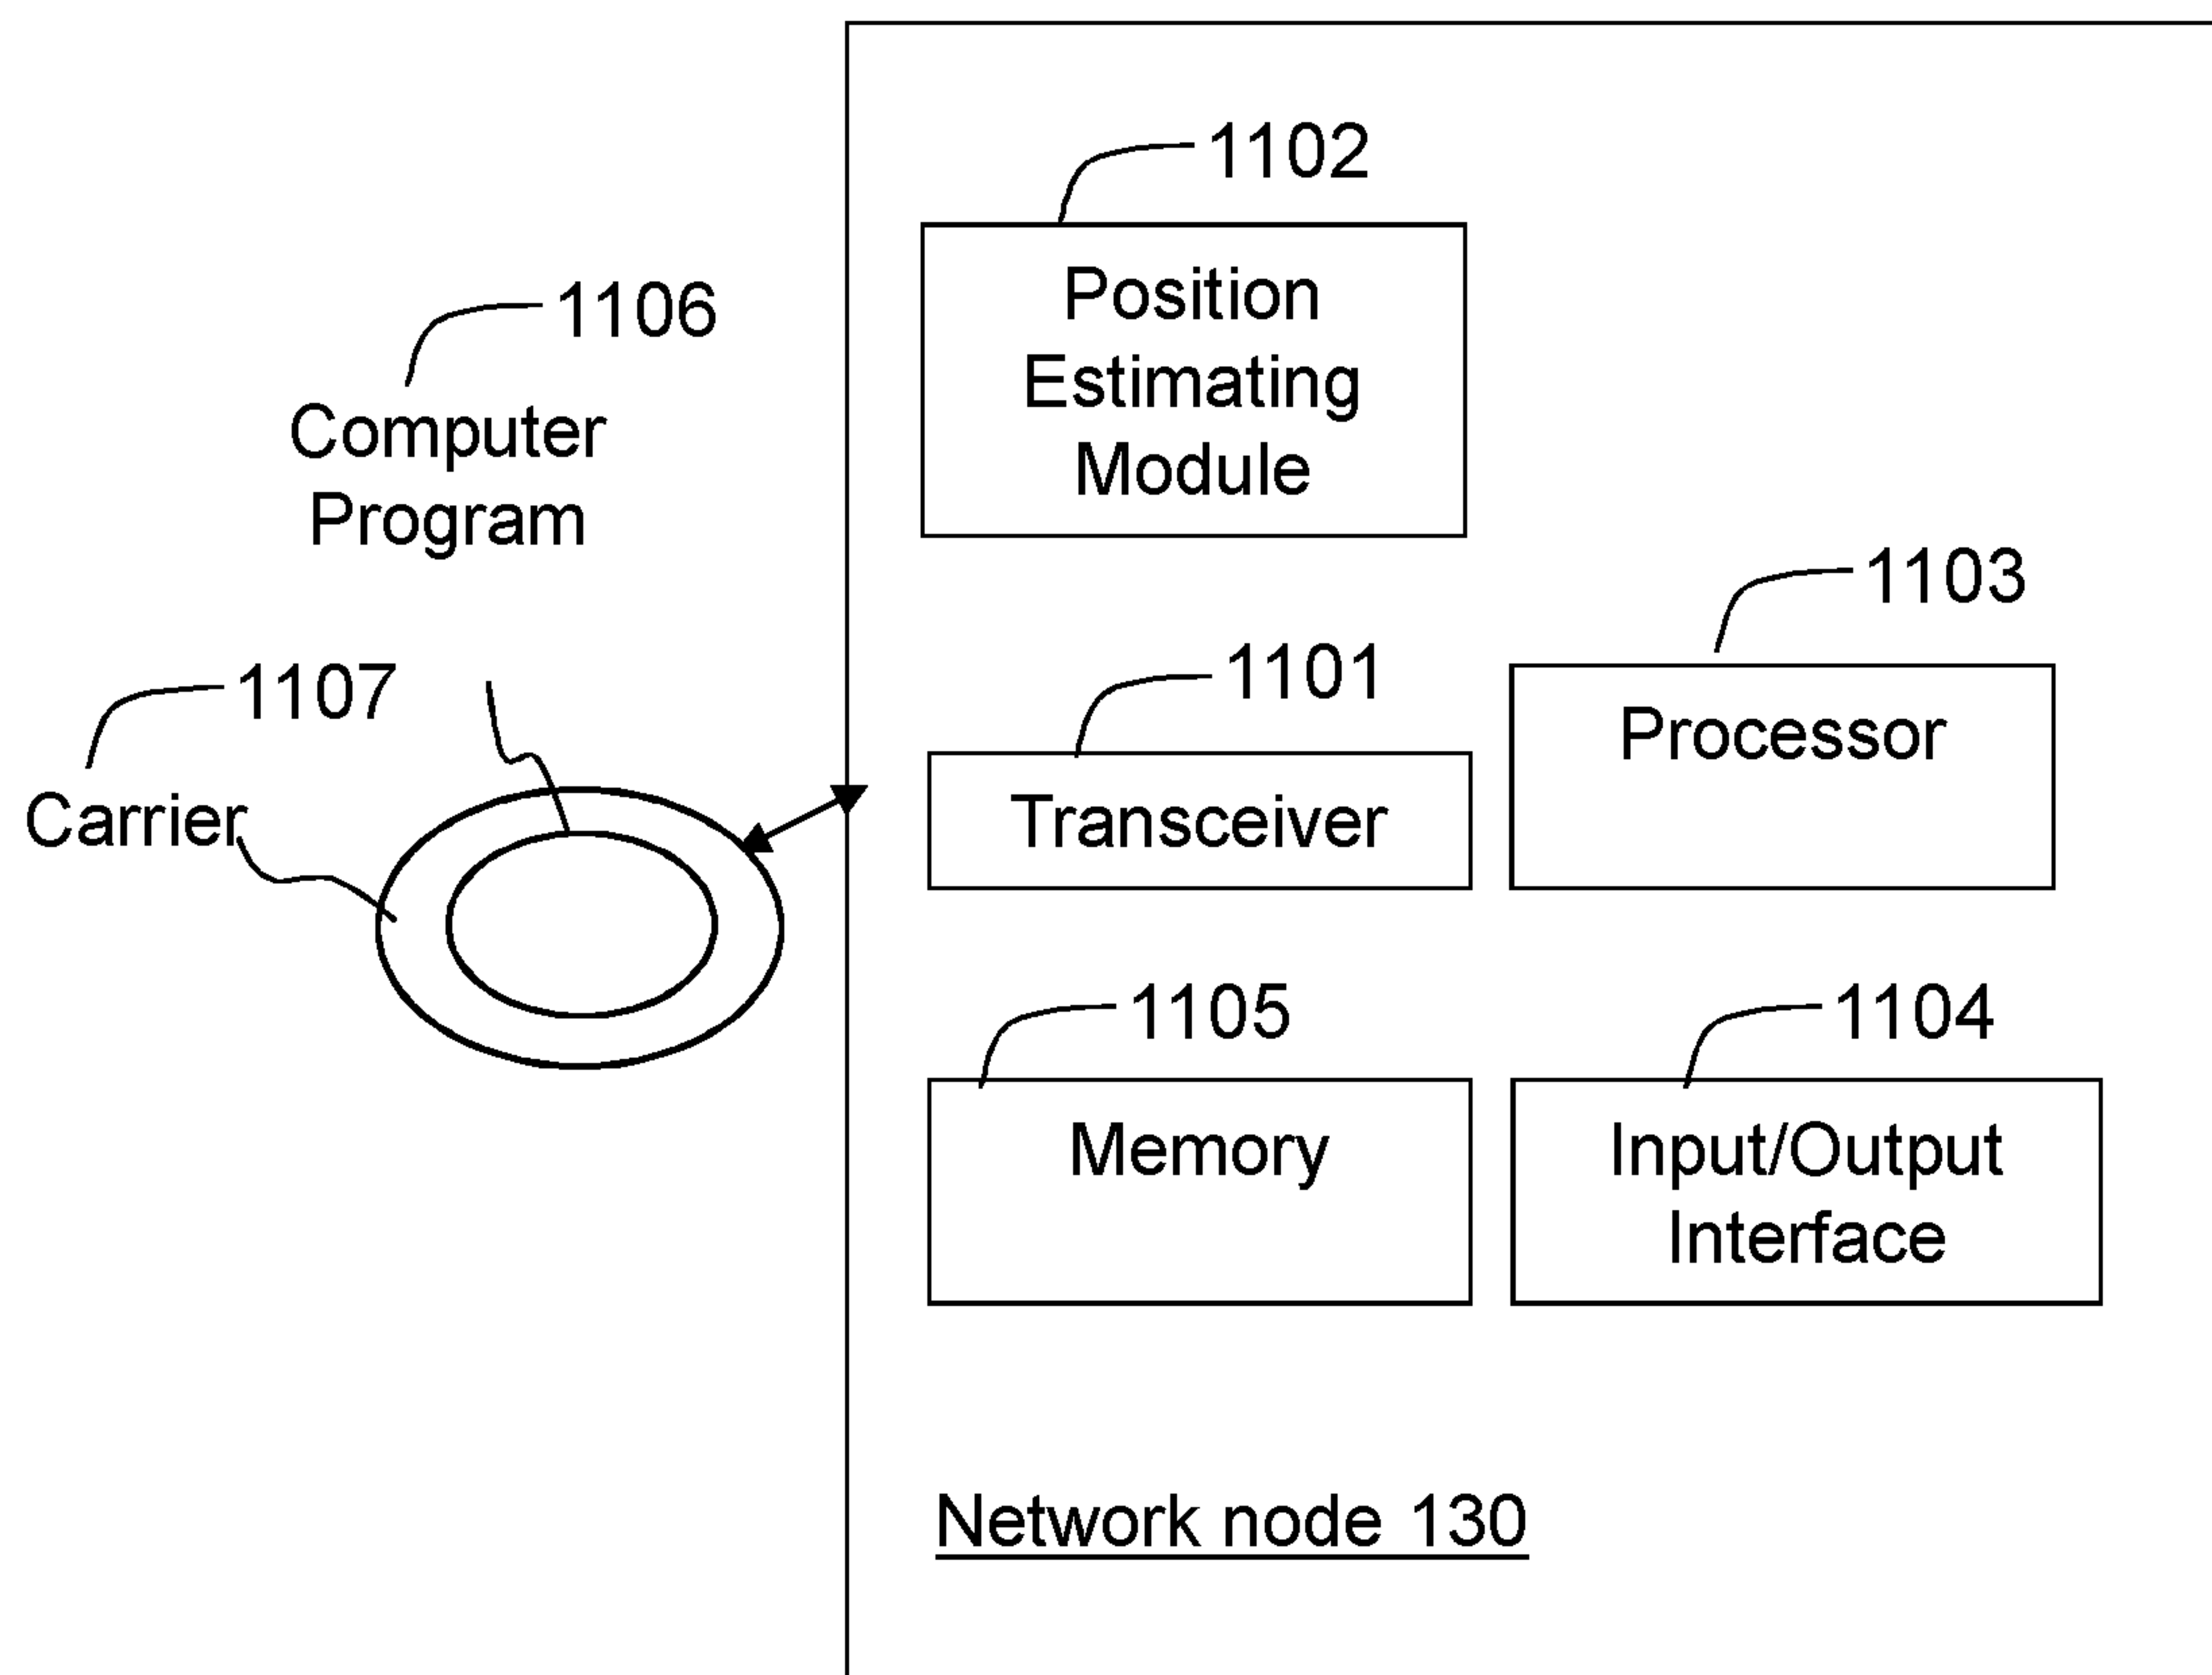 1102
Position
Estimating
Module
1106
Computer
Program
1103
Processor
1101
Transceiver
1107
Carrier
1105
Memory
1104
Input/Output
Interface
Network node 130